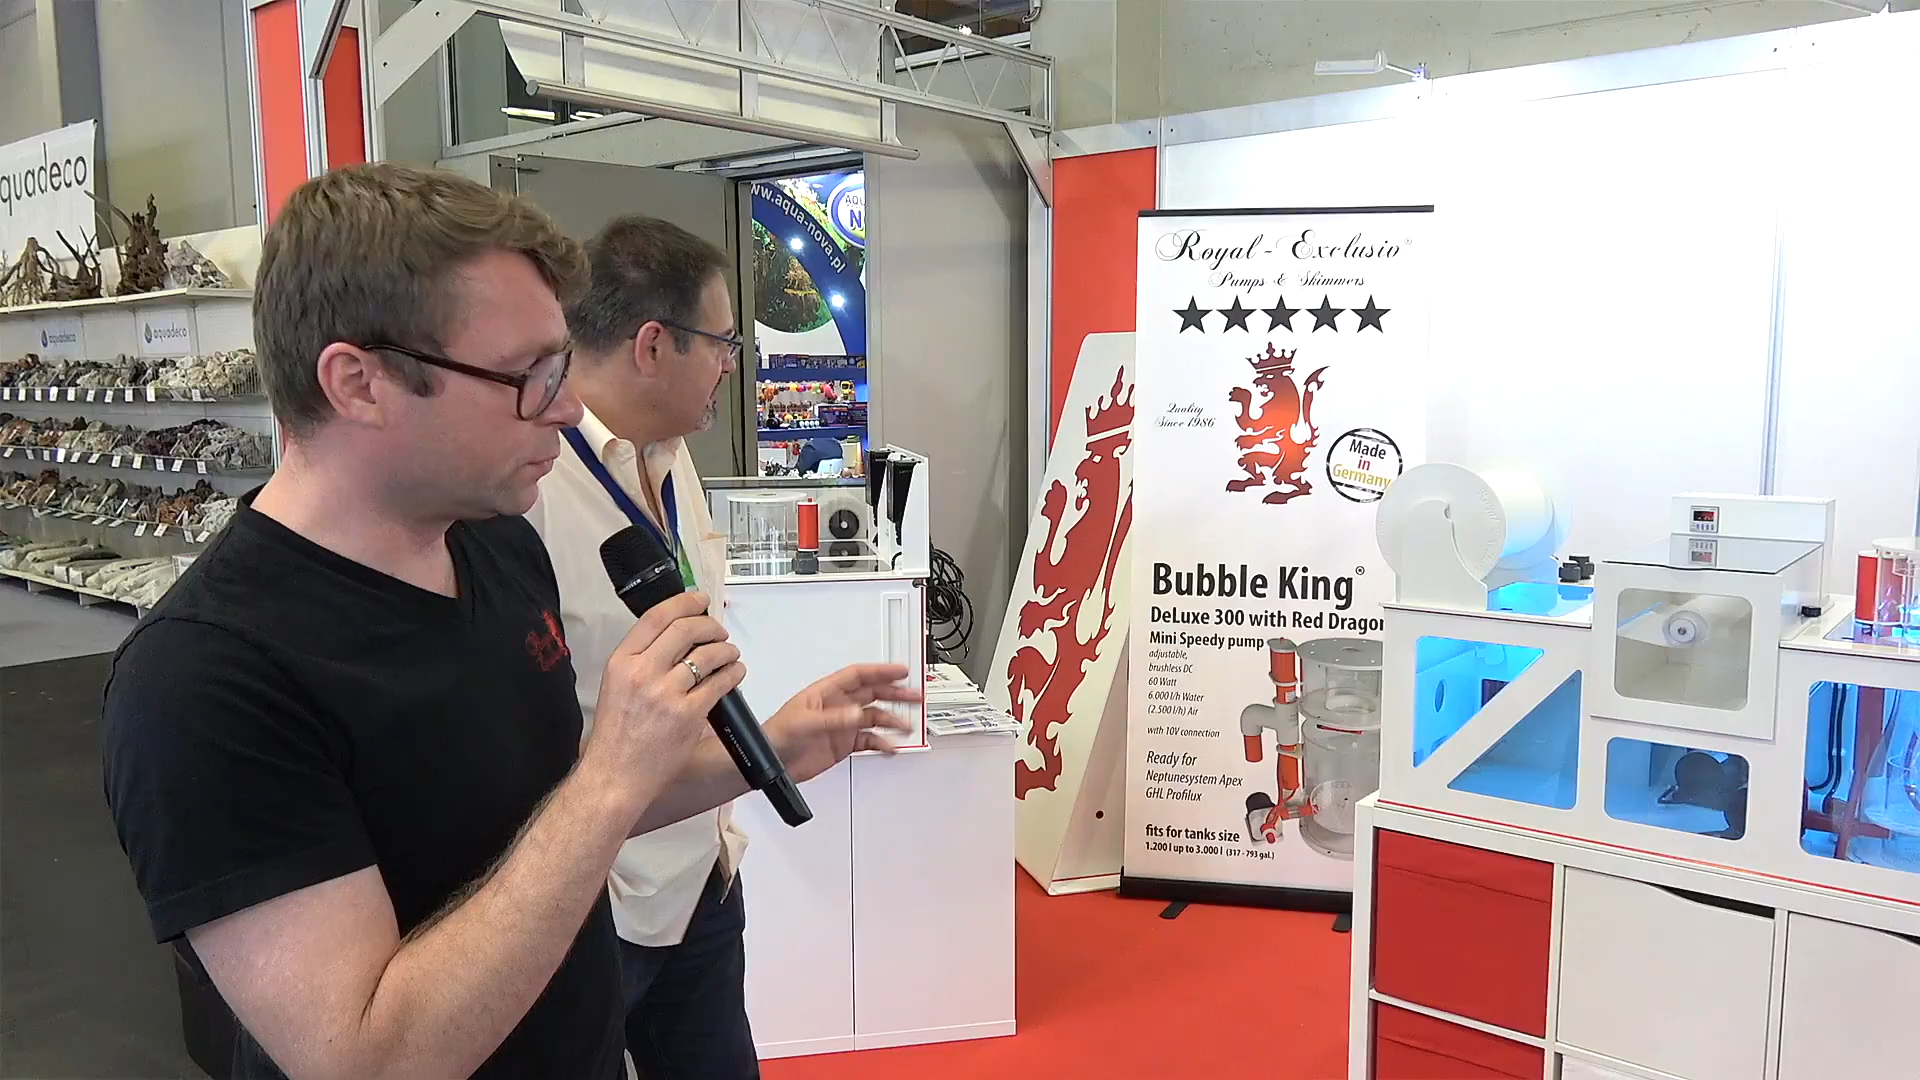 quadeco
aquadeco
aquadeco
www.aqua-nova.pl
Royal-Exclusiv®
Pumps & Skimmers
Quality
Since 1986
Made
in
Germany
Bubble King®
DeLuxe 300 with Red Dragon
Mini Speedy pump
adjustable,
brushless DC
60 Watt
6.000 l/h Water
(2.500 l/h) Air
with 10V connection
Ready for
Neptunesystem Apex
GHL Profilux
fits for tanks size
1.200 l up to 3.000 l (317 - 793 gal.)
SENNHEISER